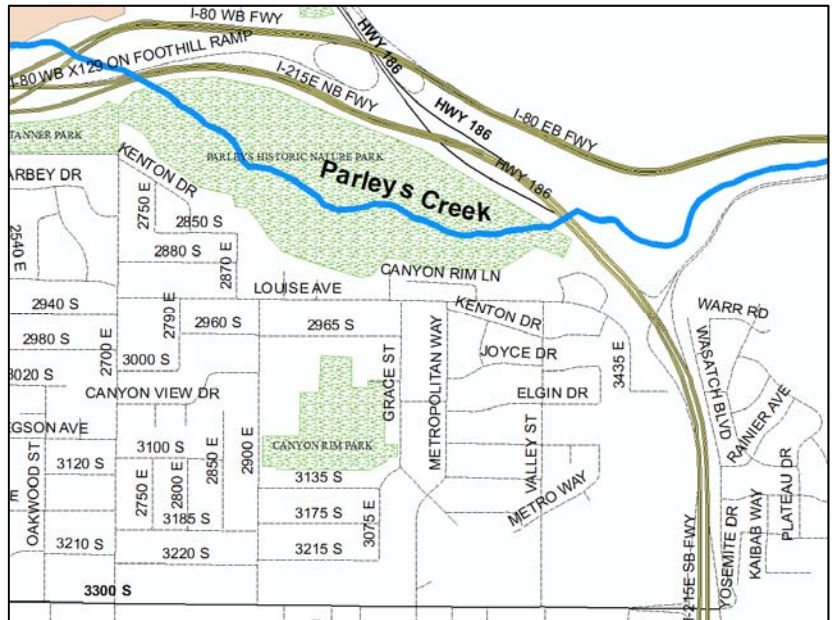 I-80 WB FWY
HWY 186
I-80 WB X129 ON FOOTHILL RAMP
I-215E NB FWY
HWY 186
I-80 EB FWY
TANNER PARK
PARLEYS HISTORIC NATURE PARK
HWY 186
Parleys Creek
KENTON DR
ARBEY DR
2750 E
2850 S
2540 E
2880 S
2870 E
CANYON RIM LN
LOUISE AVE
2940 S
2790 E
KENTON DR
WARR RD
2960 S
2965 S
2980 S
2700 E
GRACE ST
METROPOLITAN WAY
JOYCE DR
3435 E
WASATCH BLVD
3000 S
3020 S
CANYON VIEW DR
ELGIN DR
RAINIER AVE
EGSON AVE
2850 E
2900 E
CANYON RIM PARK
VALLEY ST
PLATEAU DR
OAKWOOD ST
3100 S
3120 S
2750 E
2800 E
3135 S
METRO WAY
E
3185 S
3175 S
3075 E
KAIBAB WAY
YOSEMITE DR
I-215E SB FWY
3210 S
3220 S
3215 S
3300 S